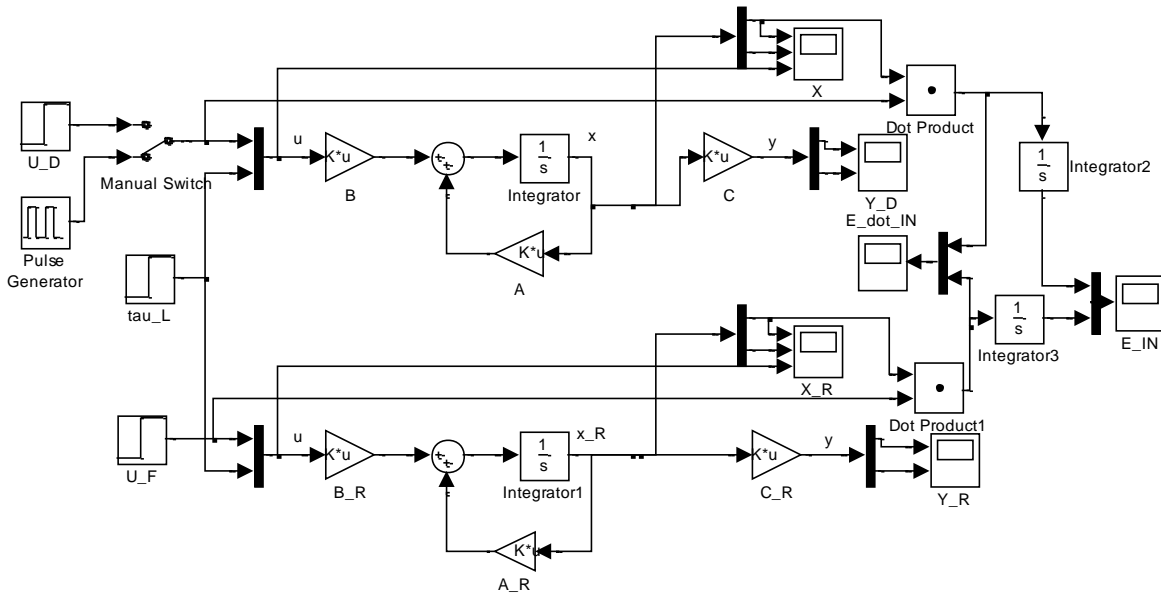 X
U_D
Manual Switch
Pulse
Generator
tau_L
u
K*u
B
1
s
Integrator
x
K*u
A
K*u
C
y
Y_D
Dot Product
1
s
Integrator2
E_dot_IN
1
s
Integrator3
E_IN
X_R
Dot Product1
U_F
u
K*u
B_R
1
s
Integrator1
x_R
K*u
A_R
K*u
C_R
y
Y_R